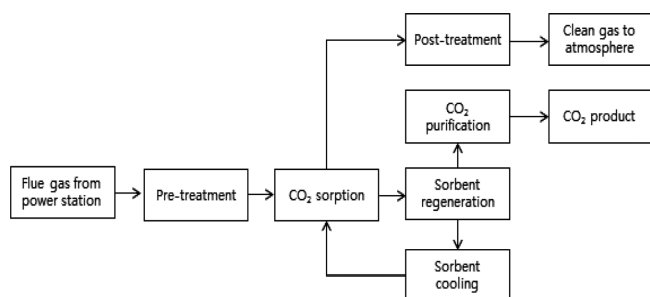 Post-treatment
Clean gas to
atmosphere
CO₂
purification
CO₂ product
Flue gas from
power station
Pre-treatment
CO₂ sorption
Sorbent
regeneration
Sorbent
cooling